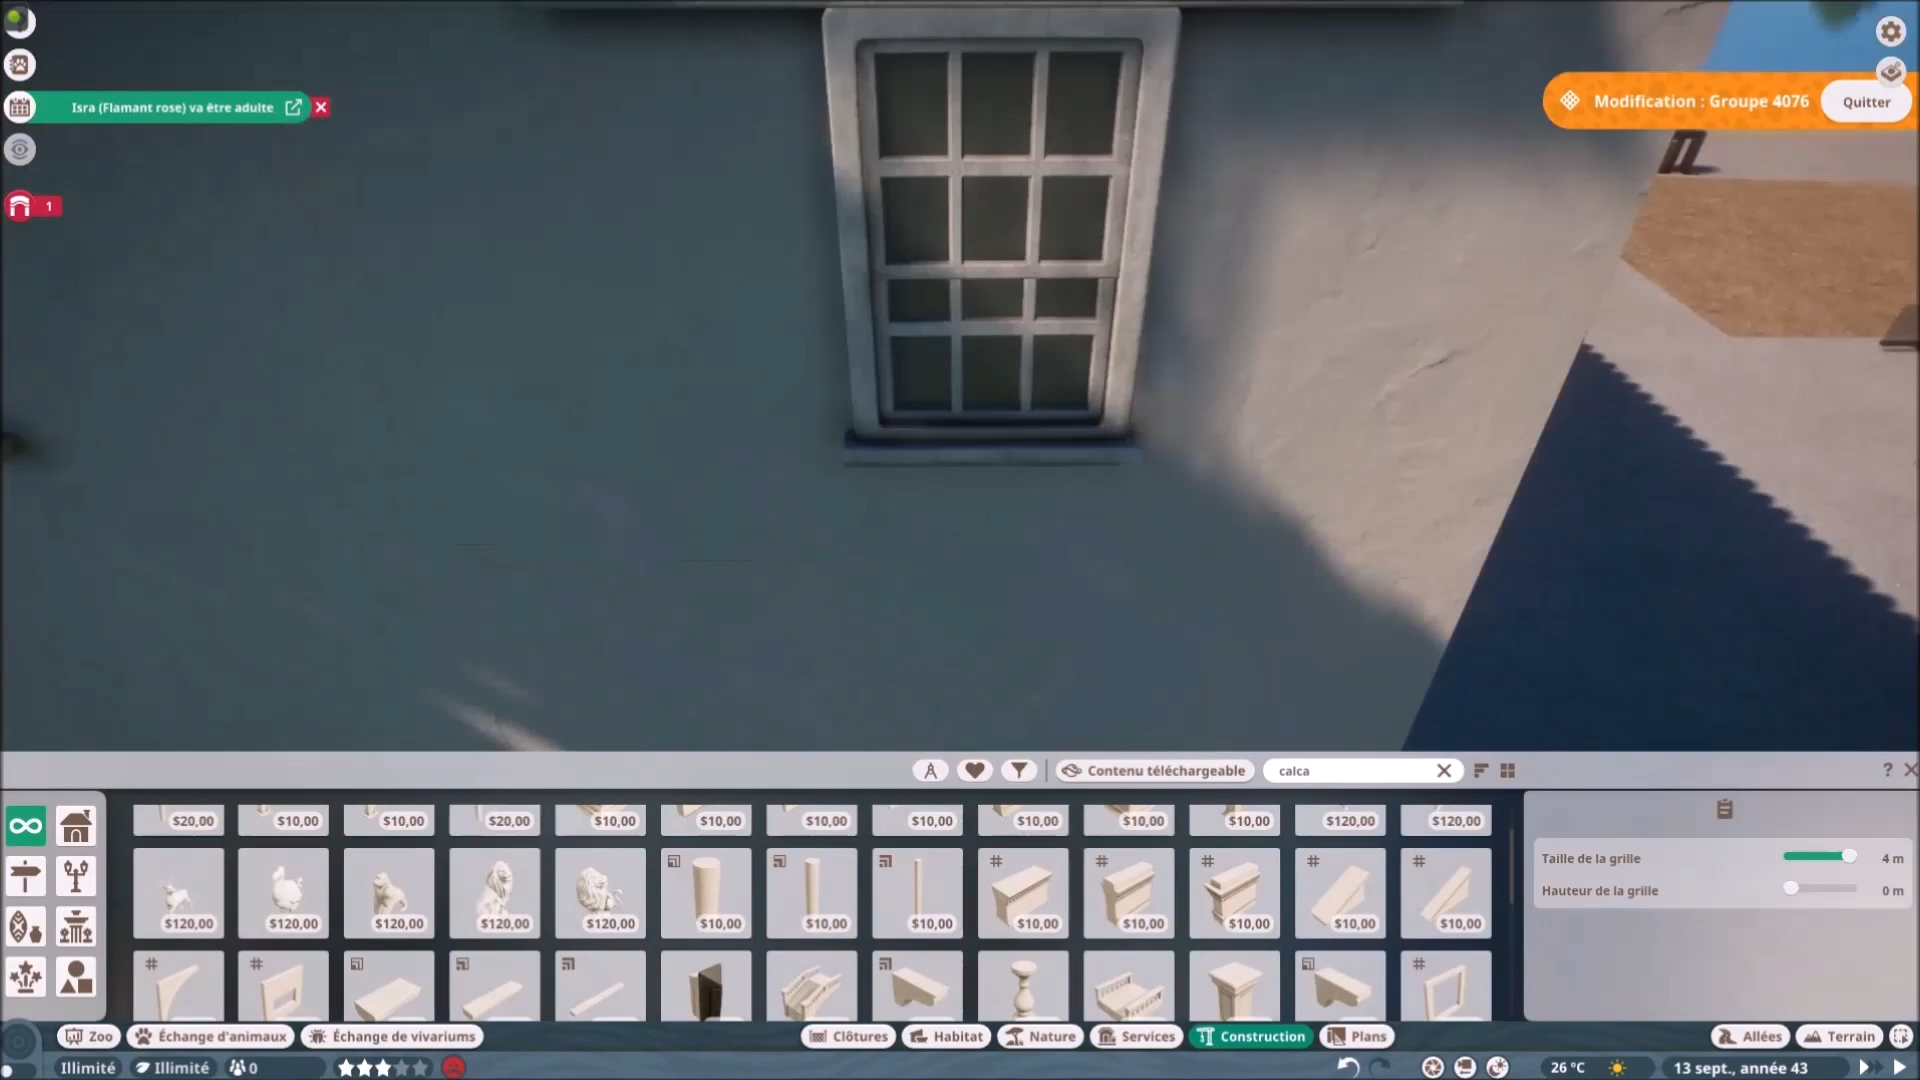 Isra (Flamant rose) va être adulte
1
Modification : Groupe 4076
Quitter
Contenu téléchargeable
calca
?
$20,00 $10,00 $10,00 $20,00 $10,00 $10,00 $10,00 $10,00 $10,00 $10,00 $10,00 $120,00 $120,00
$120,00 $120,00 $120,00 $120,00 $120,00 $10,00 $10,00 $10,00 $10,00 $10,00 $10,00 $10,00 $10,00
Taille de la grille 4 m
Hauteur de la grille 0 m
Zoo Échange d'animaux Échange de vivariums Clôtures Habitat Nature Services Construction Plans Allées Terrain
Illimité Illimité 0 26 °C 13 sept., année 43